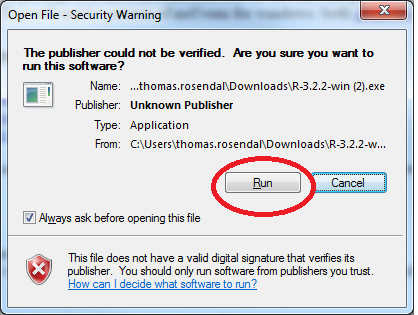 Open File - Security Warning
The publisher could not be verified. Are you sure you want to
run this software?
Name: ...thomas.rosendal\Downloads\R-3.2.2-win (2).exe
Publisher: Unknown Publisher
Type: Application
From: C:\Users\thomas.rosendal\Downloads\R-3.2.2-w...
Run Cancel
Always ask before opening this file
This file does not have a valid digital signature that verifies its
publisher. You should only run software from publishers you trust.
How can I decide what software to run?